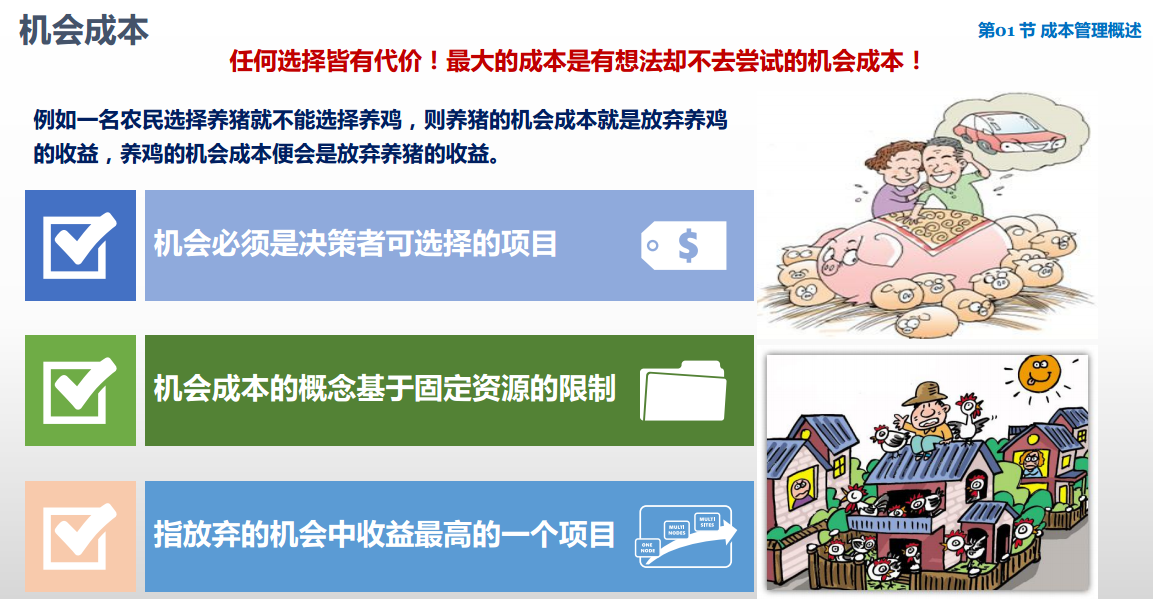 机会成本
第01节 成本管理概述
任何选择皆有代价！最大的成本是有想法却不去尝试的机会成本！
例如一名农民选择养猪就不能选择养鸡，则养猪的机会成本就是放弃养鸡
的收益，养鸡的机会成本便会是放弃养猪的收益。
机会必须是决策者可选择的项目
$
机会成本的概念基于固定资源的限制
指放弃的机会中收益最高的一个项目
ONE
NODE
MULTI
NODES
MULTI
SITES